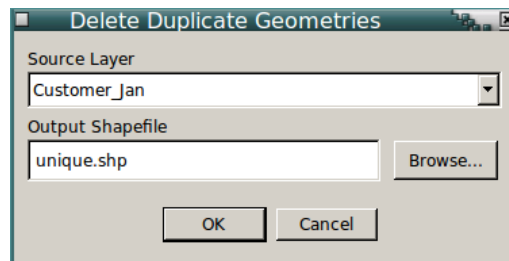 Delete Duplicate Geometries
Source Layer
Customer_Jan
Output Shapefile
unique.shp
Browse...
OK
Cancel